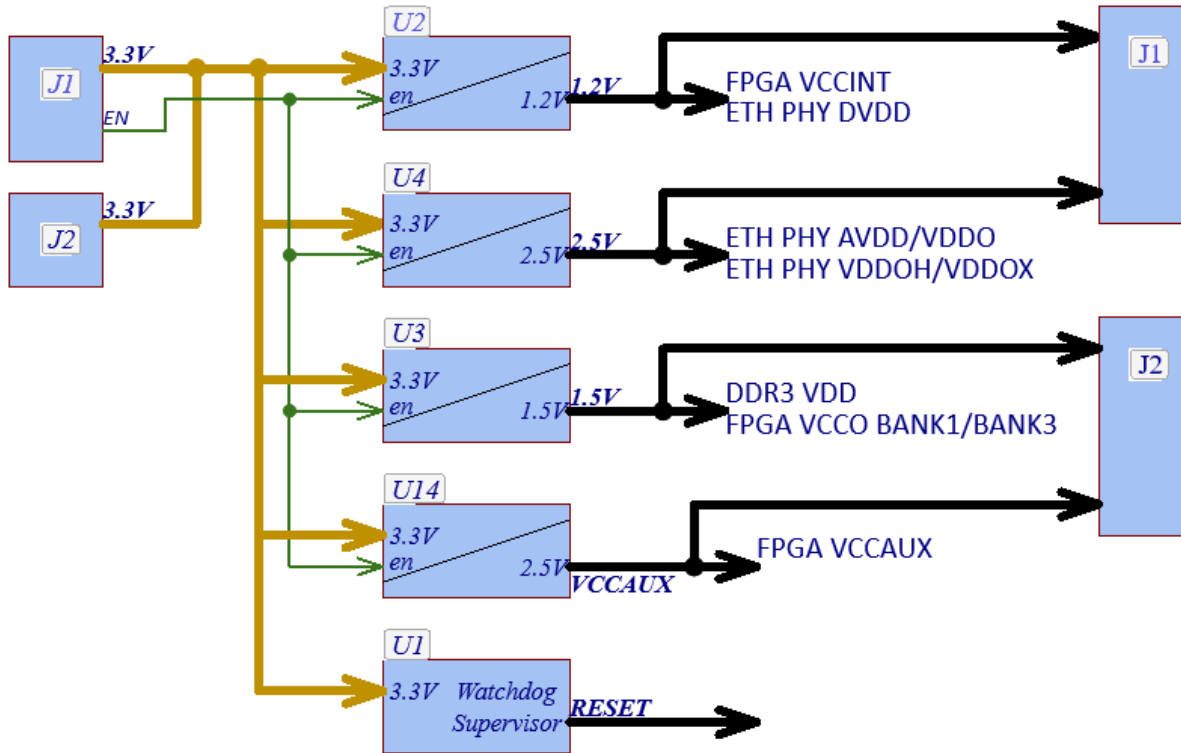 U2
J1
3.3V
EN
3.3V
en
1.2V
1.2V
FPGA VCCINT
ETH PHY DVDD
J1
J2
3.3V
U4
3.3V
en
2.5V
2.5V
ETH PHY AVDD/VDDO
ETH PHY VDDOH/VDDOX
U3
3.3V
en
1.5V
1.5V
DDR3 VDD
FPGA VCCO BANK1/BANK3
J2
U14
3.3V
en
2.5V
VCCAUX
FPGA VCCAUX
U1
3.3V
Watchdog
Supervisor
RESET